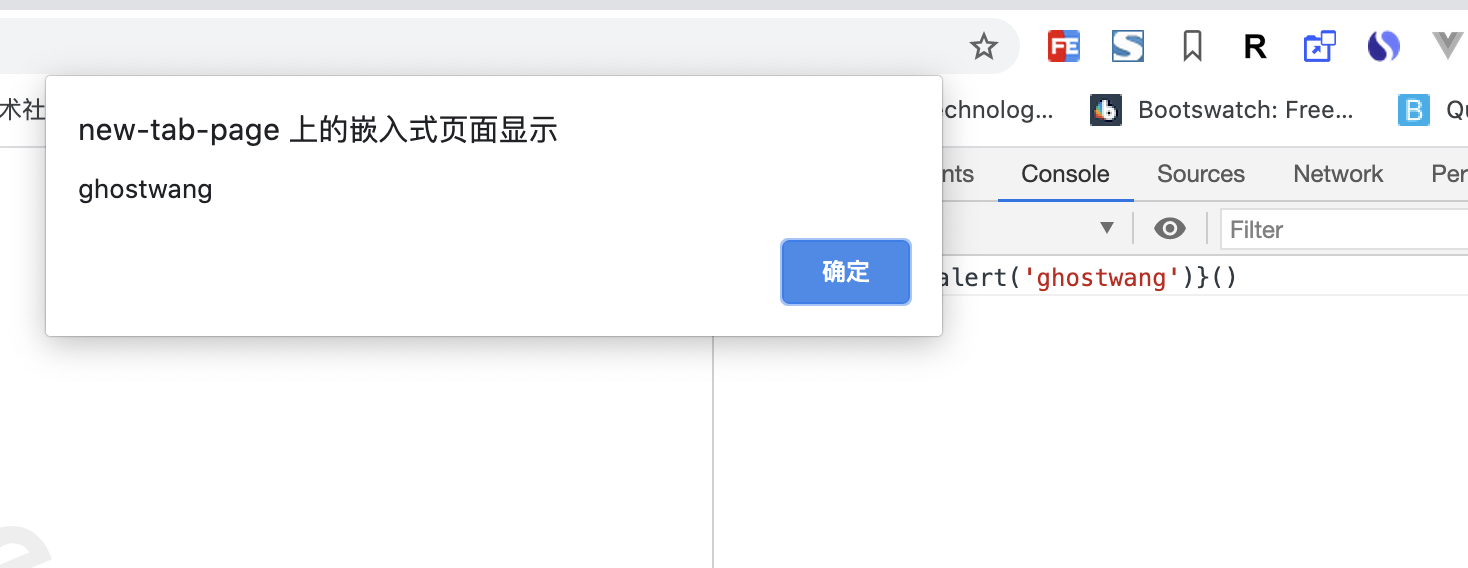 FE
S
R
术社
echnolog...
Bootswatch: Free...
B
Qu
new-tab-page 上的嵌入式页面显示
ghostwang
确定
nts
Console
Sources
Network
Per
Filter
alert('ghostwang')}()
e